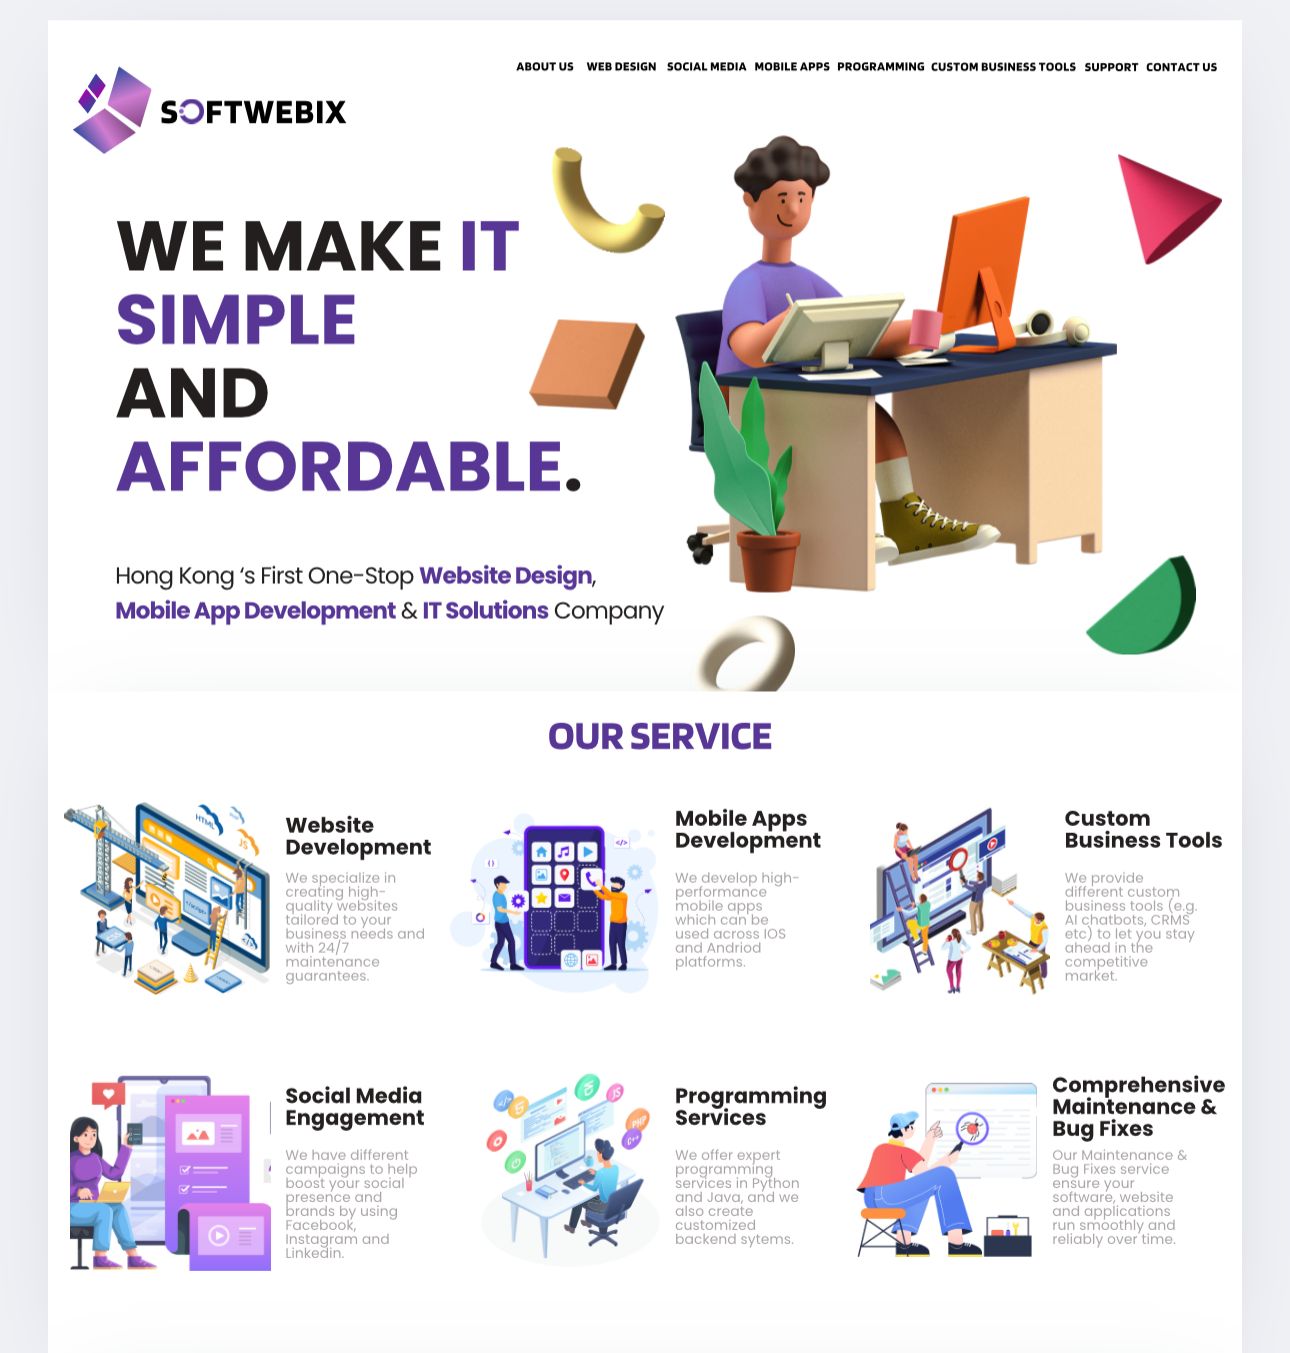 ABOUT US WEB DESIGN SOCIAL MEDIA MOBILE APPS PROGRAMMING CUSTOM BUSINESS TOOLS SUPPORT CONTACT US
SOFTWEBIX
WE MAKE IT
SIMPLE
AND
AFFORDABLE.
Hong Kong ‘s First One-Stop Website Design,
Mobile App Development & IT Solutions Company
OUR SERVICE
Website
Development
We specialize in
creating high-
quality websites
tailored to your
business needs and
with 24/7
maintenance
guarantees.
Mobile Apps
Development
We develop high-
performance
mobile apps
which can be
used across IOS
and Andriod
platforms.
Custom
Business Tools
We provide
different custom
business tools (e.g.
AI chatbots, CRMS
etc) to let you stay
ahead in the
competitive
market.
HTML
JS
</>
Social Media
Engagement
We have different
campaigns to help
boost your social
presence and
brands by using
Facebook,
Instagram and
Linkedin.
Programming
Services
We offer expert
programming
services in Python
and Java, and we
also create
customized
backend sytems.
JS
PHP
C++
Comprehensive
Maintenance &
Bug Fixes
Our Maintenance &
Bug Fixes service
ensure your
software, website
and applications
run smoothly and
reliably over time.